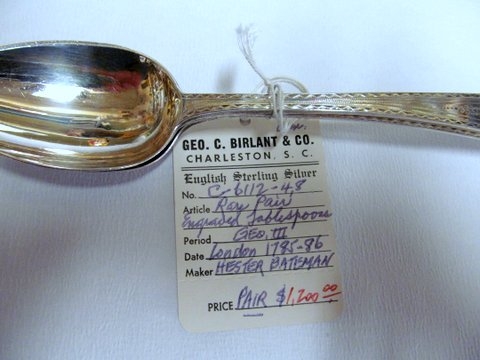 GEO. C. BIRLANT & CO.
CHARLESTON, S. C.
English Sterling Silver
No. C-6112-48
Article Rare Pair
Engraved Tablespoons
Period GEO. III
Date London 1785-86
Maker HESTER BATEMAN
PRICE PAIR $1,200.00